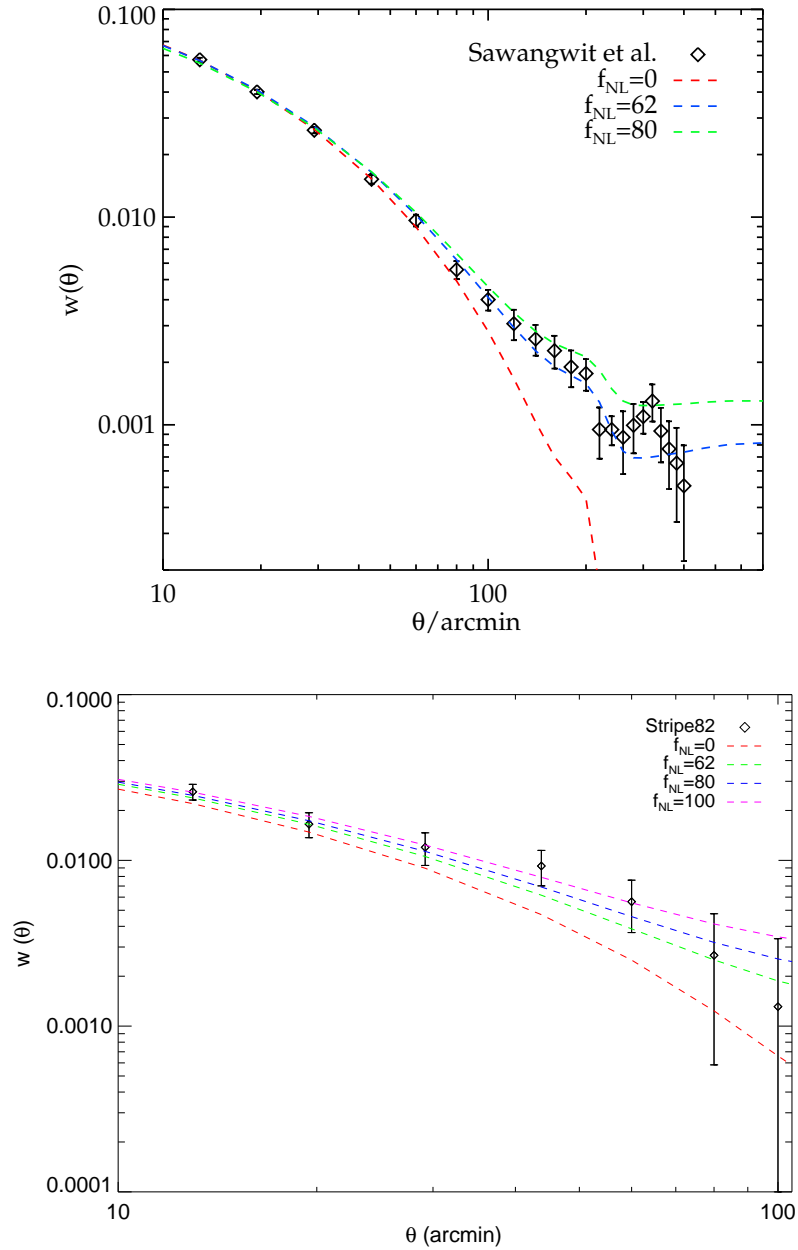 0.100
0.010
0.001
w(θ)
Sawangwit et al.
f_NL=0
f_NL=62
f_NL=80
10
100
θ/arcmin
0.1000
0.0100
0.0010
0.0001
w (θ)
Stripe82
f_NL=0
f_NL=62
f_NL=80
f_NL=100
10
100
θ (arcmin)